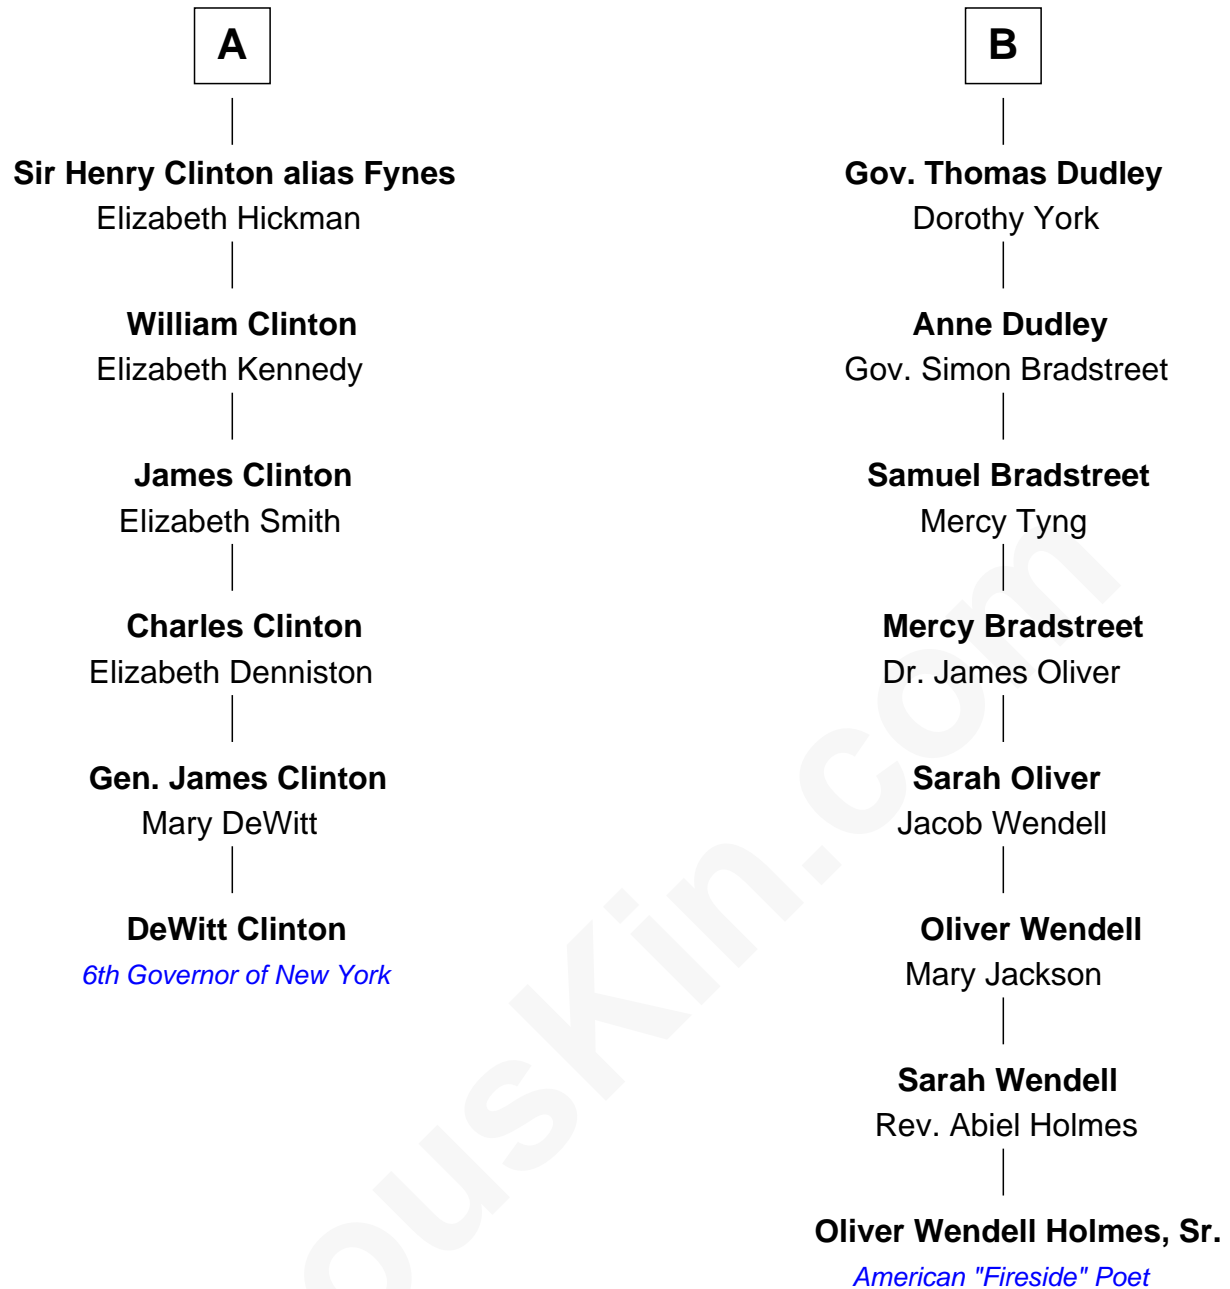 A
Sir Henry Clinton alias Fynes
Elizabeth Hickman
William Clinton
Elizabeth Kennedy
James Clinton
Elizabeth Smith
Charles Clinton
Elizabeth Denniston
Gen. James Clinton
Mary DeWitt
DeWitt Clinton
6th Governor of New York
B
Gov. Thomas Dudley
Dorothy York
Anne Dudley
Gov. Simon Bradstreet
Samuel Bradstreet
Mercy Tyng
Mercy Bradstreet
Dr. James Oliver
Sarah Oliver
Jacob Wendell
Oliver Wendell
Mary Jackson
Sarah Wendell
Rev. Abiel Holmes
Oliver Wendell Holmes, Sr.
American "Fireside" Poet
ousKin.com